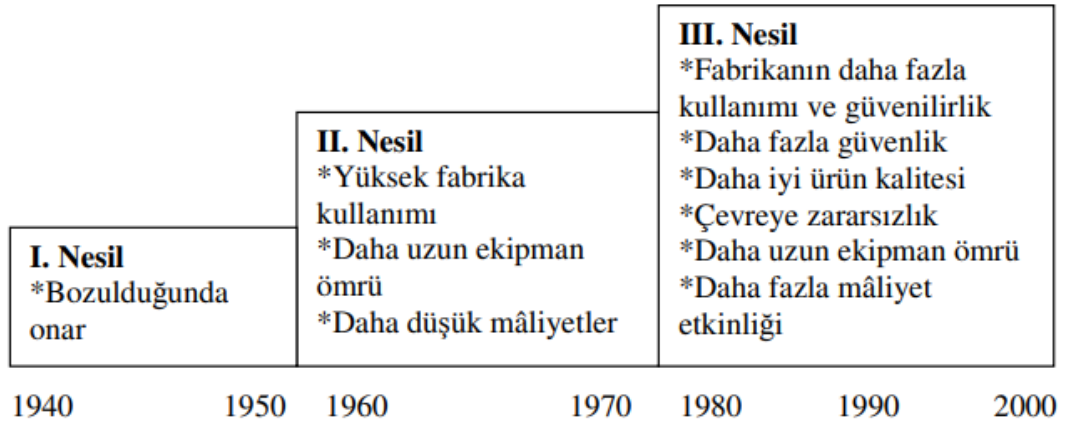 I. Nesil
*Bozulduğunda
onar
II. Nesil
*Yüksek fabrika
kullanımı
*Daha uzun ekipman
ömrü
*Daha düşük mâliyetler
III. Nesil
*Fabrikanın daha fazla
kullanımı ve güvenilirlik
*Daha fazla güvenlik
*Daha iyi ürün kalitesi
*Çevreye zararsızlık
*Daha uzun ekipman ömrü
*Daha fazla mâliyet
etkinliği
1940 1950 1960 1970 1980 1990 2000